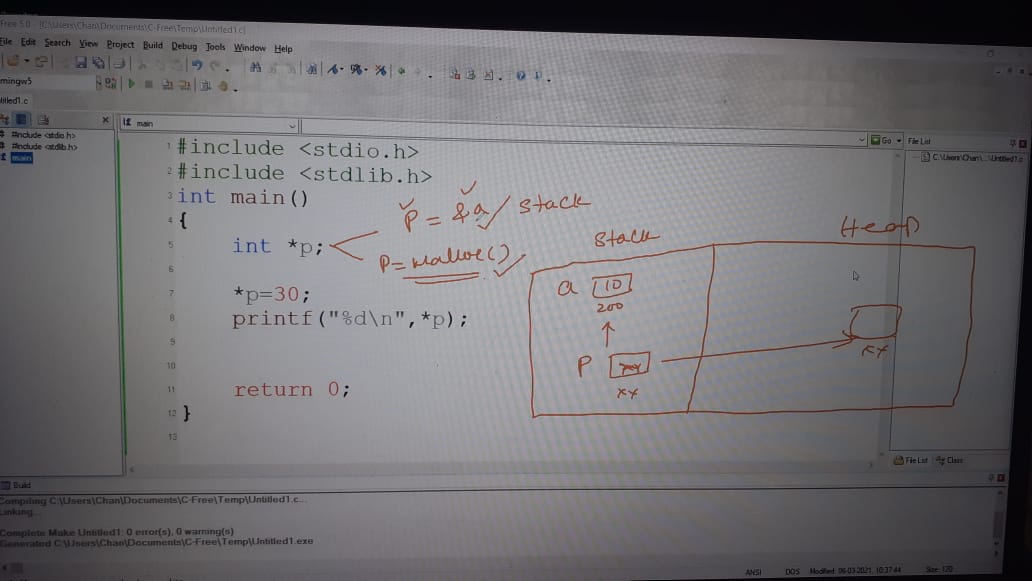 Free 5.0 - [C:\Users\Chan\Documents\C-Free\Temp\Untitled1.c]
File Edit Search View Project Build Debug Tools Window Help
mingw5
#include <stdio.h>
#include <stdlib.h>
main
main
Go
File List
C:\Users\Chan\...\Untitled1.c
1 #include <stdio.h>
2 #include <stdlib.h>
3 int main()
4 {
5 int *p;
6
7 *p=30;
8 printf("%d\n",*p);
9
10
11 return 0;
12 }
13
P = &a / Stack
P = malloc()
Stack
Heap
a 10
200
P xx
xx
xx
File List Class
Build
Compiling C:\Users\Chan\Documents\C-Free\Temp\Untitled1.c...
Linking...
Complete Make Untitled1: 0 error(s), 0 warning(s)
Generated C:\Users\Chan\Documents\C-Free\Temp\Untitled1.exe
ANSI DOS Modified: 06-03-2021, 10:37:44 Size: 120